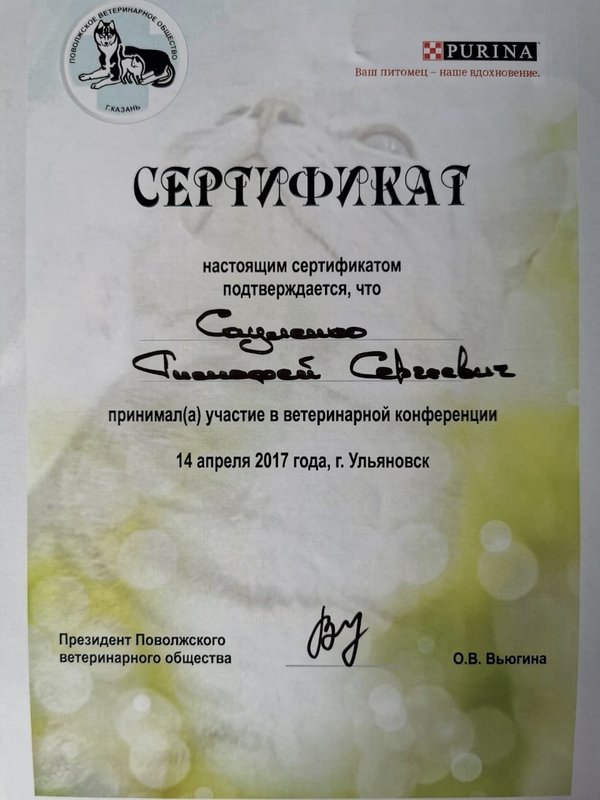 ПОВОЛЖСКОЕ ВЕТЕРИНАРНОЕ ОБЩЕСТВО
Г.КАЗАНЬ
PURINA
Ваш питомец – наше вдохновение.
СЕРТИФИКАТ
настоящим сертификатом
подтверждается, что
Сауленко
Тимофей Сергеевич
принимал(а) участие в ветеринарной конференции
14 апреля 2017 года, г. Ульяновск
Президент Поволжского
ветеринарного общества
О.В. Вьюгина